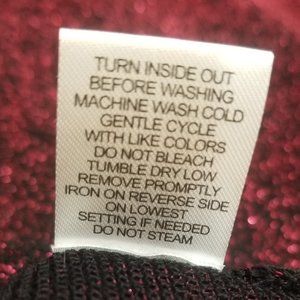 TURN INSIDE OUT
BEFORE WASHING
MACHINE WASH COLD
GENTLE CYCLE
WITH LIKE COLORS
DO NOT BLEACH
TUMBLE DRY LOW
REMOVE PROMPTLY
IRON ON REVERSE SIDE
ON LOWEST
SETTING IF NEEDED
DO NOT STEAM